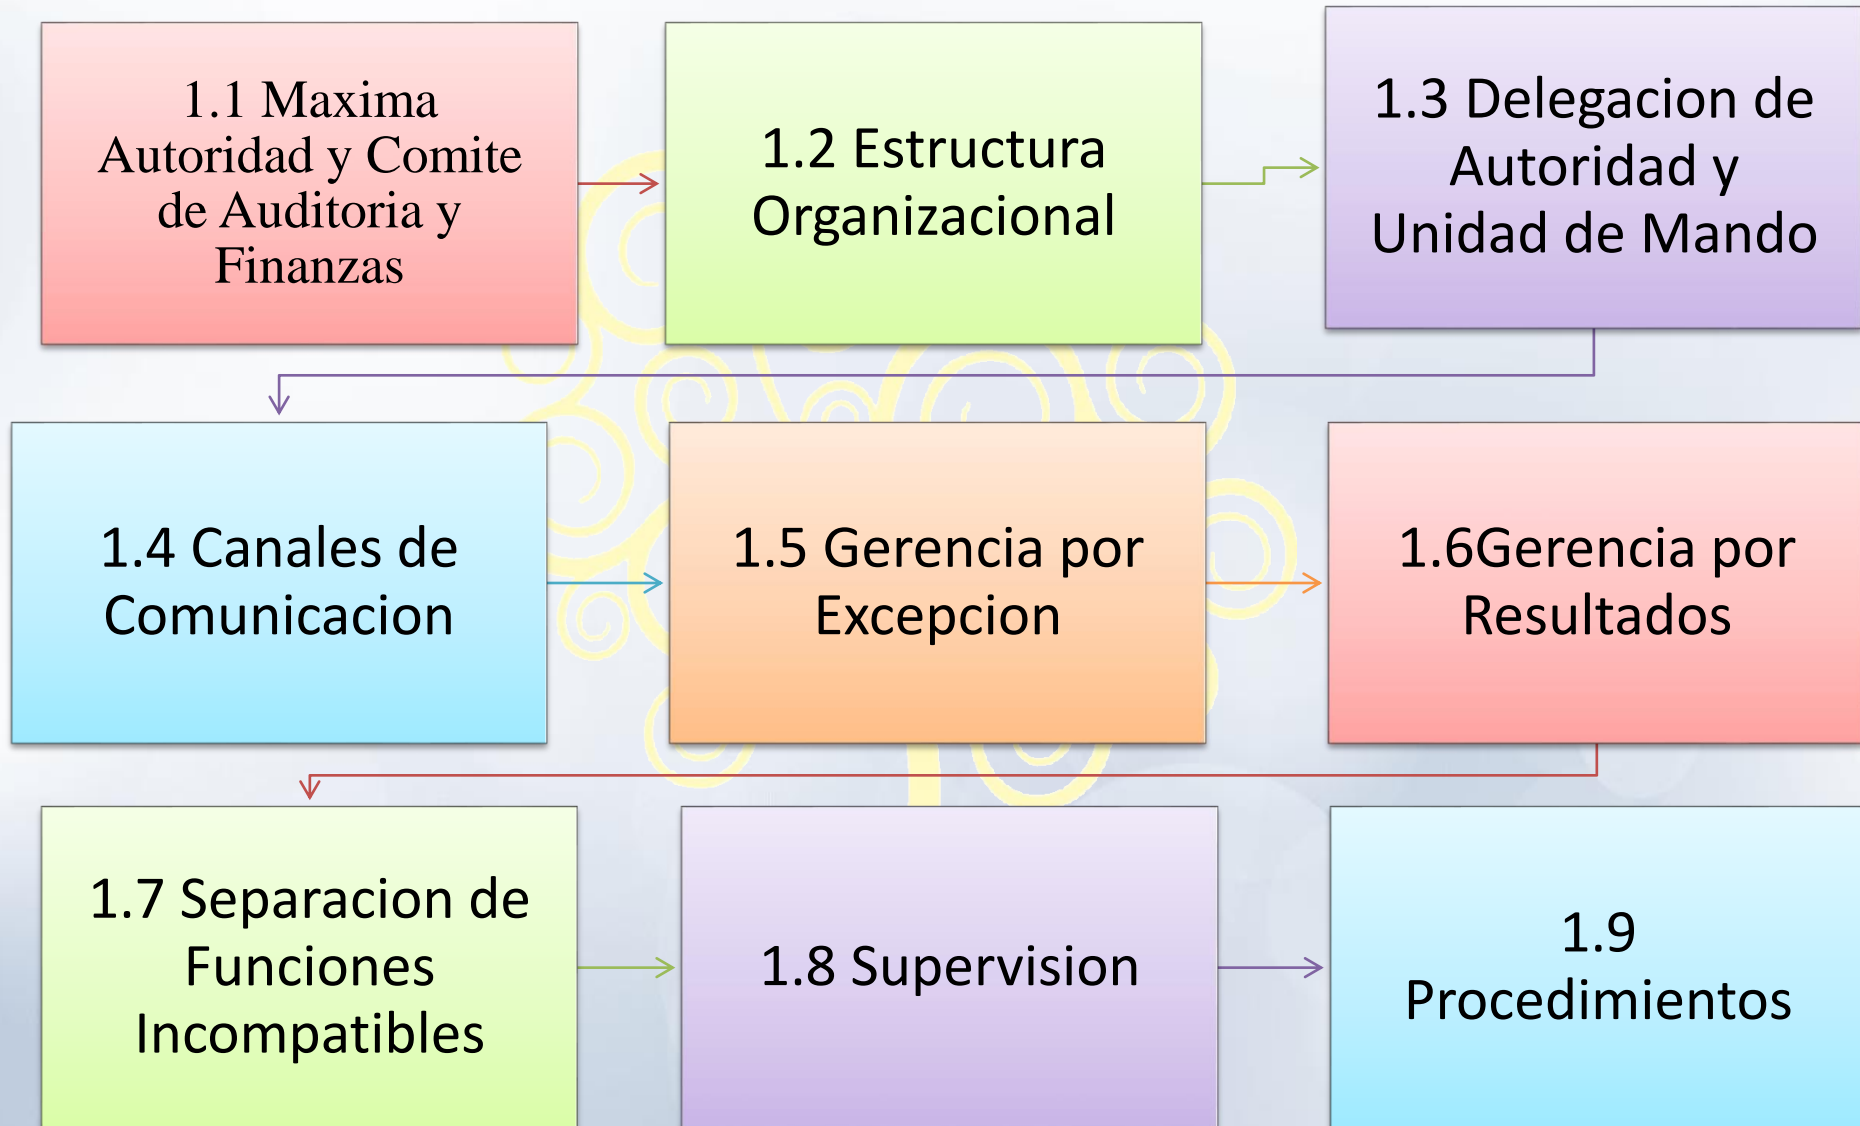 1.1 Maxima
Autoridad y Comite
de Auditoria y
Finanzas
1.2 Estructura
Organizacional
1.3 Delegacion de
Autoridad y
Unidad de Mando
1.4 Canales de
Comunicacion
1.5 Gerencia por
Excepcion
1.6Gerencia por
Resultados
1.7 Separacion de
Funciones
Incompatibles
1.8 Supervision
1.9
Procedimientos